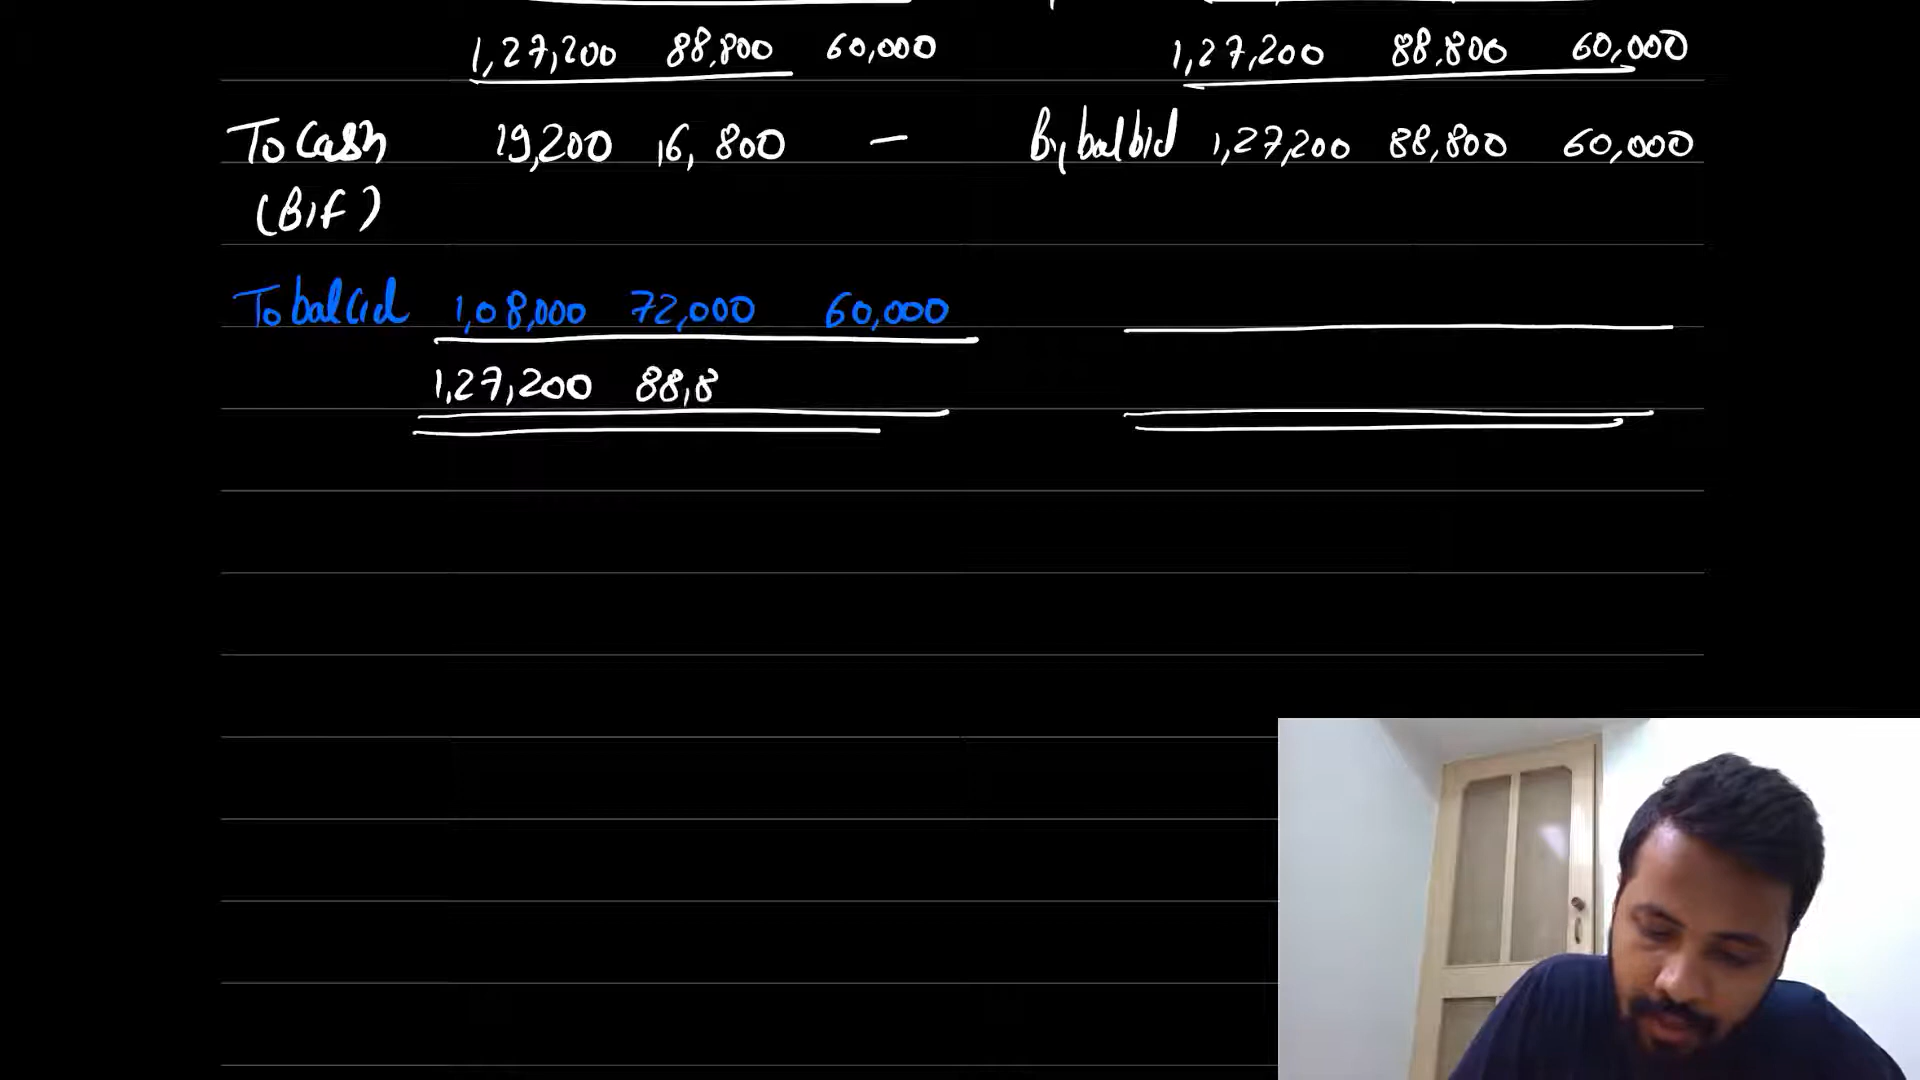 1,27,200 88,800 60,000 1,27,200 88,800 60,000
To Cash 19,200 16,800 — By bal b/d 1,27,200 88,800 60,000
(B/F)
To bal c/d 1,08,000 72,000 60,000
1,27,200 88,8